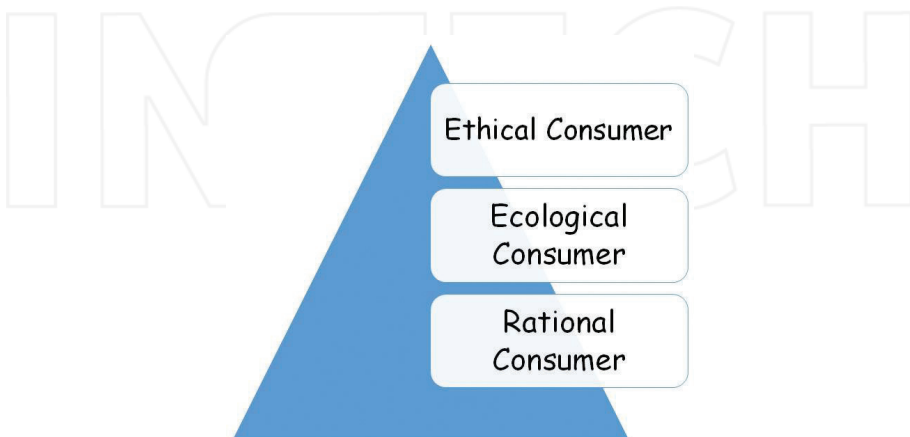 INTECH
Ethical Consumer
Ecological
Consumer
Rational
Consumer